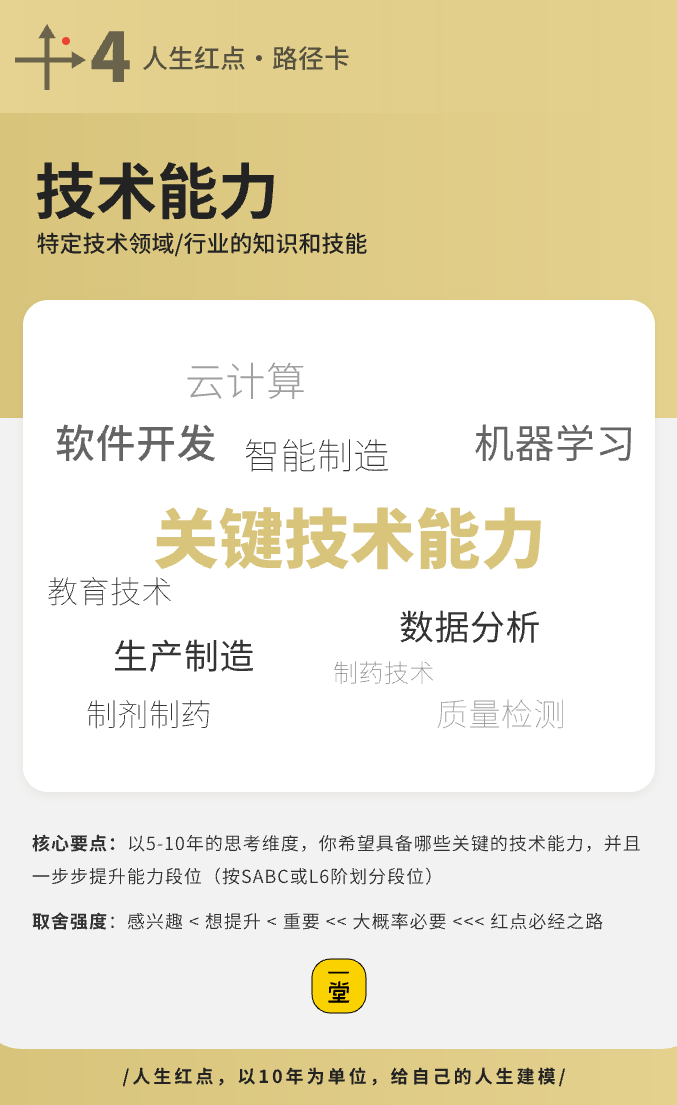 4 人生红点·路径卡
技术能力
特定技术领域/行业的知识和技能
云计算
软件开发 智能制造 机器学习
关键技术能力
教育技术
数据分析
生产制造
制药技术
制剂制药 质量检测
核心要点：以5-10年的思考维度，你希望具备哪些关键的技术能力，并且
一步步提升能力段位（按SABC或L6阶划分段位）
取舍强度：感兴趣 < 想提升 < 重要 << 大概率必要 <<< 红点必经之路
一堂
/人生红点，以10年为单位，给自己的人生建模/